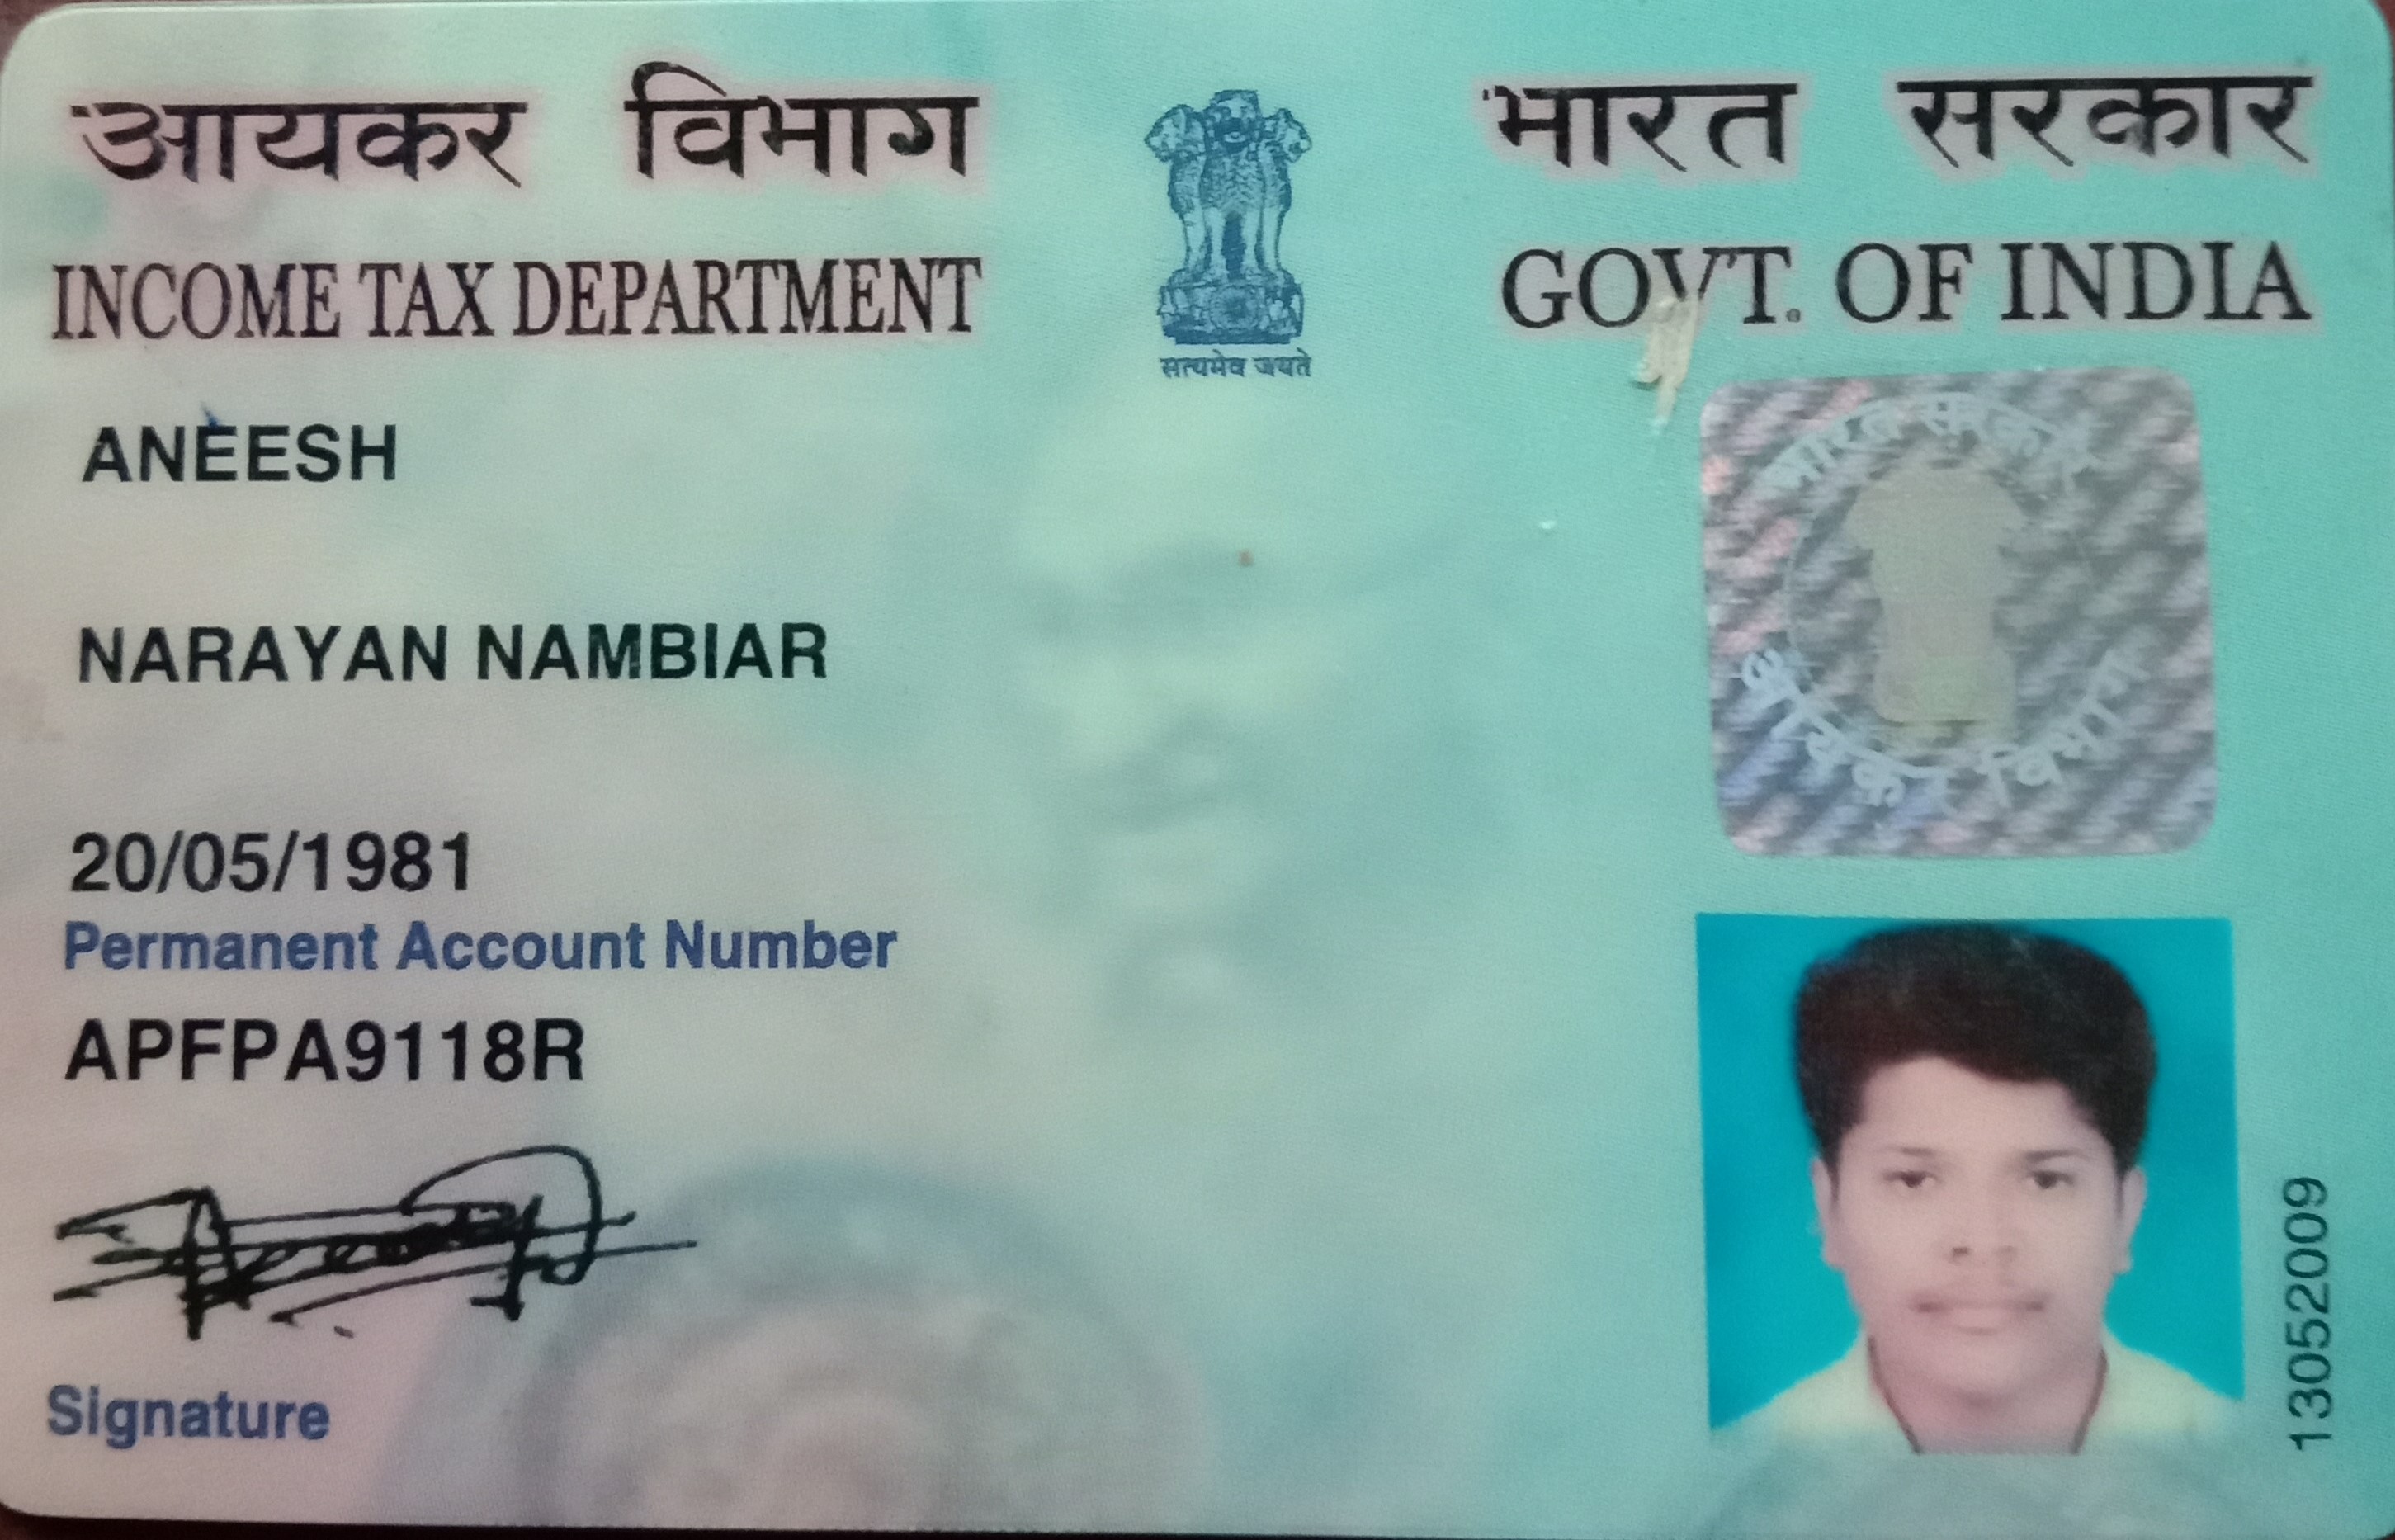 आयकर विभाग
INCOME TAX DEPARTMENT
सत्यमेव जयते
भारत सरकार
GOVT. OF INDIA
ANEESH
NARAYAN NAMBIAR
20/05/1981
Permanent Account Number
APFPA9118R
Signature
भारत सरकार
आयकर विभाग
13052009